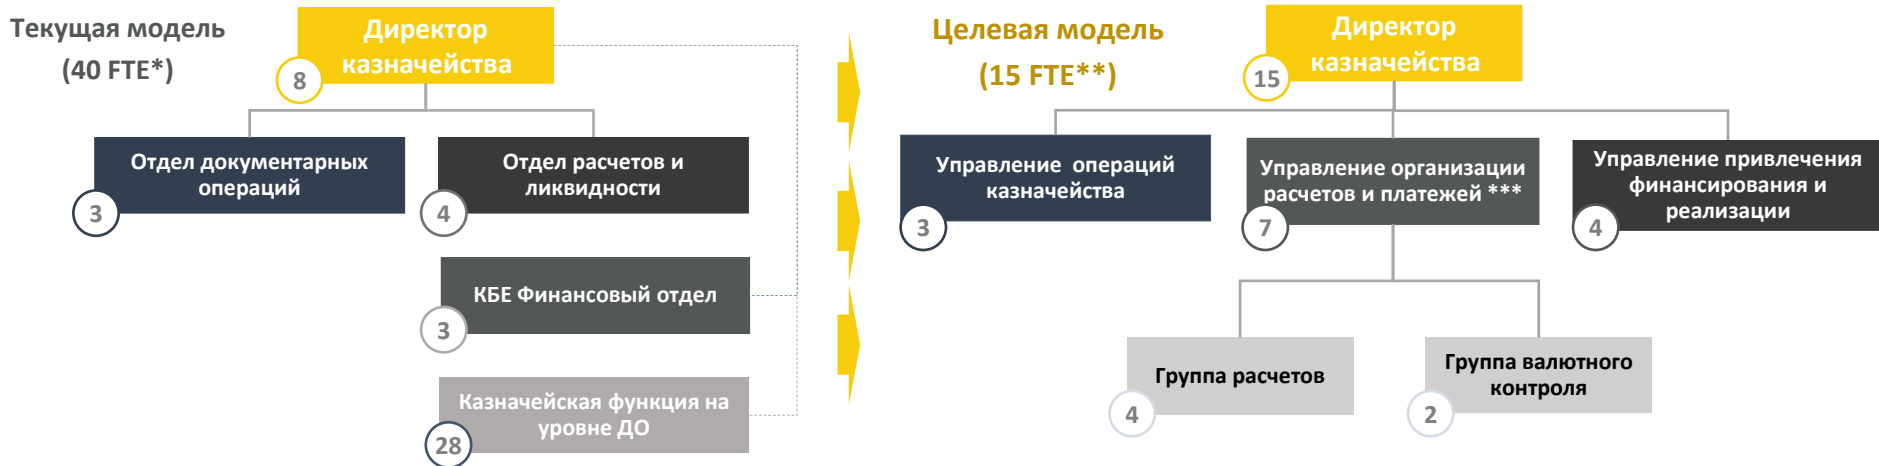 Текущая модель
(40 FTE*)
Директор
казначейства
8
Отдел документарных
операций
3
Отдел расчетов и
ликвидности
4
КБЕ Финансовый отдел
3
Казначейская функция на
уровне ДО
28
Целевая модель
(15 FTE**)
Директор
казначейства
15
Управление операций
казначейства
3
Управление организации
расчетов и платежей ***
7
Управление привлечения
финансирования и
реализации
4
Группа расчетов
4
Группа валютного
контроля
2